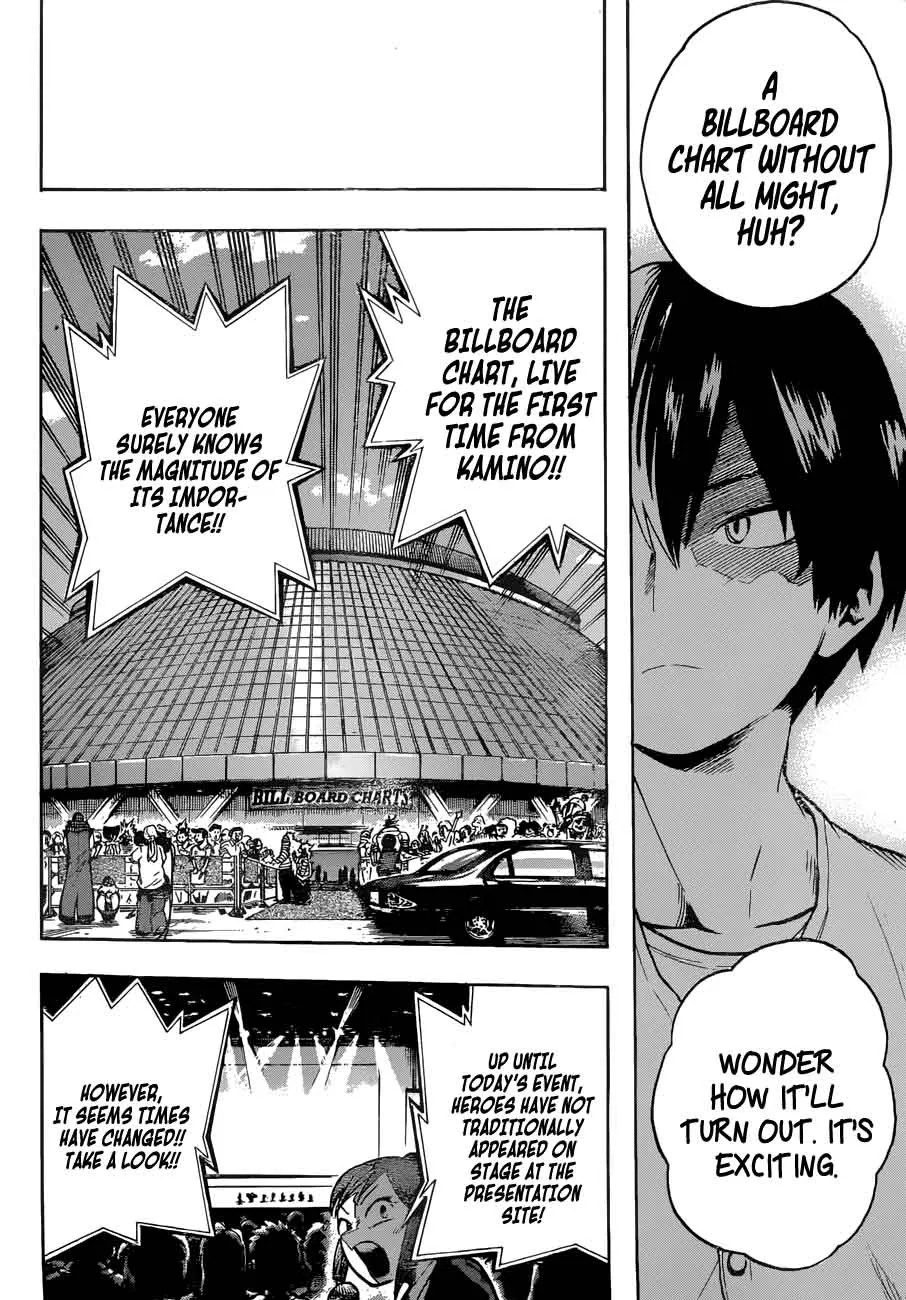 A
BILLBOARD
CHART WITHOUT
ALL MIGHT,
HUH?
WONDER
HOW IT'LL
TURN OUT. IT'S
EXCITING.
THE
BILLBOARD
CHART, LIVE
FOR THE FIRST
TIME FROM
KAMINO!!
EVERYONE
SURELY KNOWS
THE MAGNITUDE OF
ITS IMPOR-
TANCE!!
BILLBOARD CHARTS
UP UNTIL
TODAY'S EVENT,
HEROES HAVE NOT
TRADITIONALLY
APPEARED ON
STAGE AT THE
PRESENTATION
SITE!
HOWEVER,
IT SEEMS TIMES
HAVE CHANGED!!
TAKE A LOOK!!